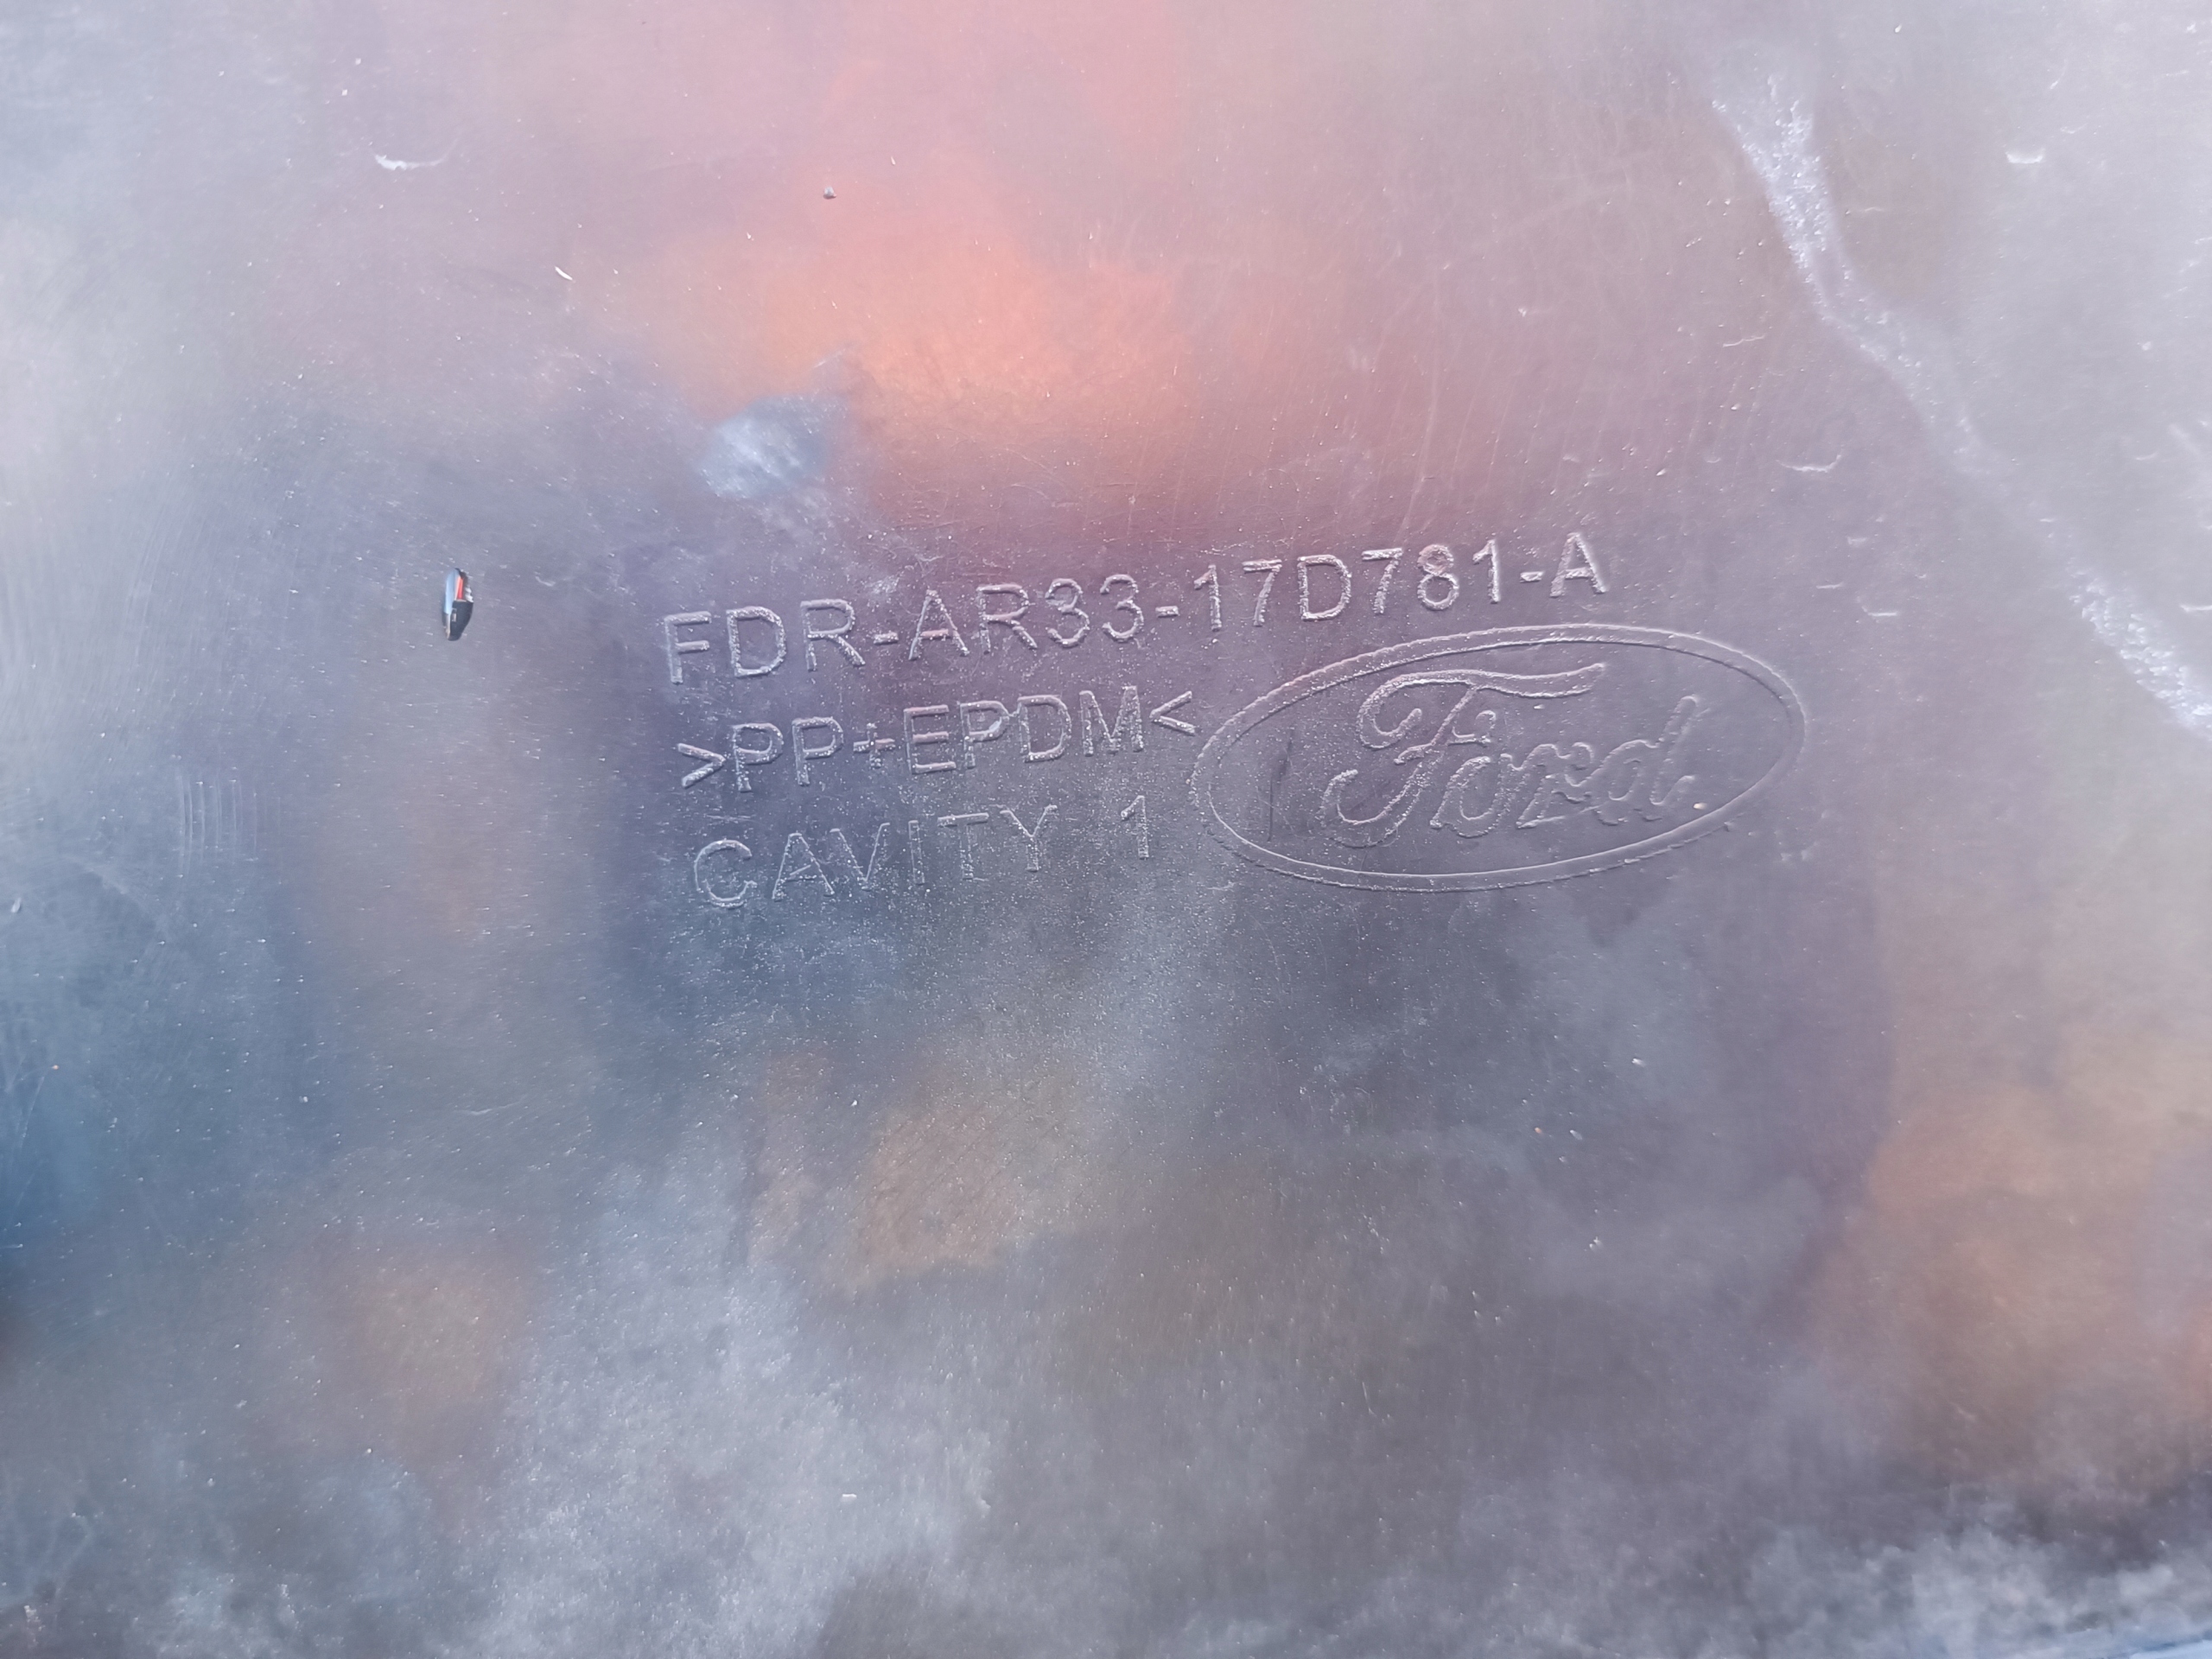 FDR-AR33-17D781-A
>PP+EPDM<
CAVITY 1
Ford